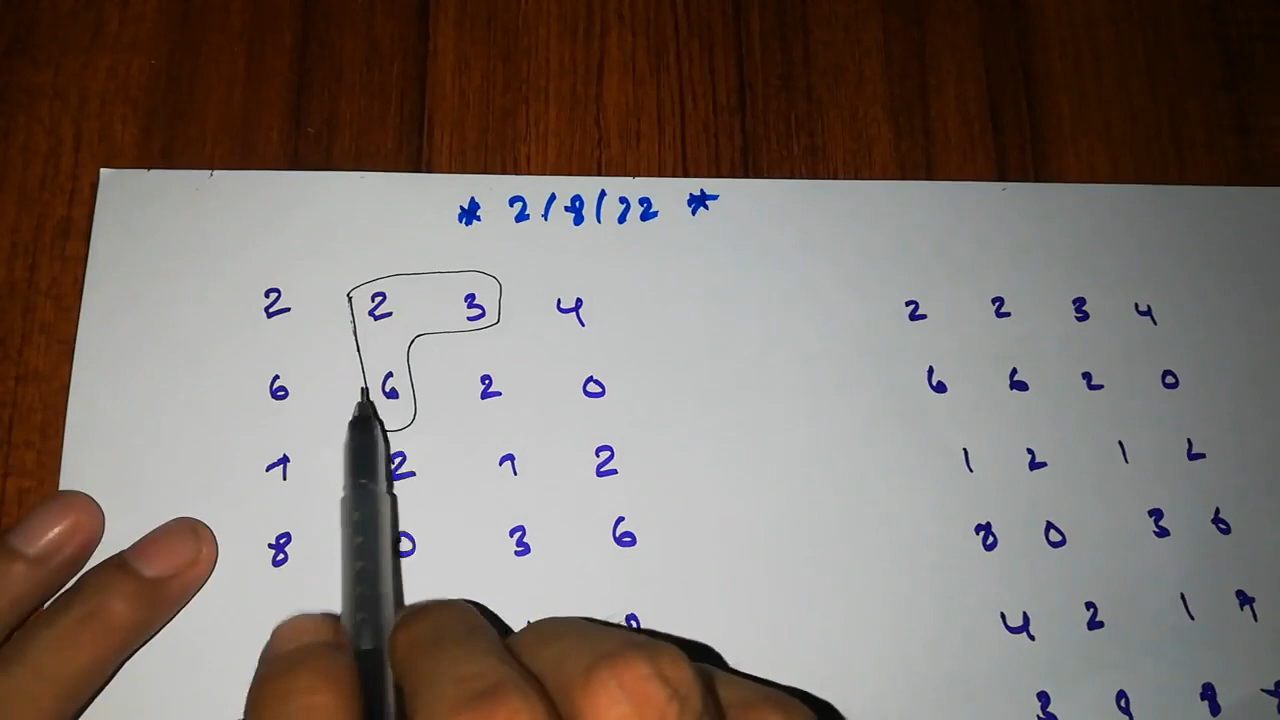 * 2/8/22 *
2 2 3 4
6 6 2 0
1 2 1 2
8 0 3 6
2 2 3 4
6 6 2 0
1 2 1 2
8 0 3 6
4 2 1
3 8